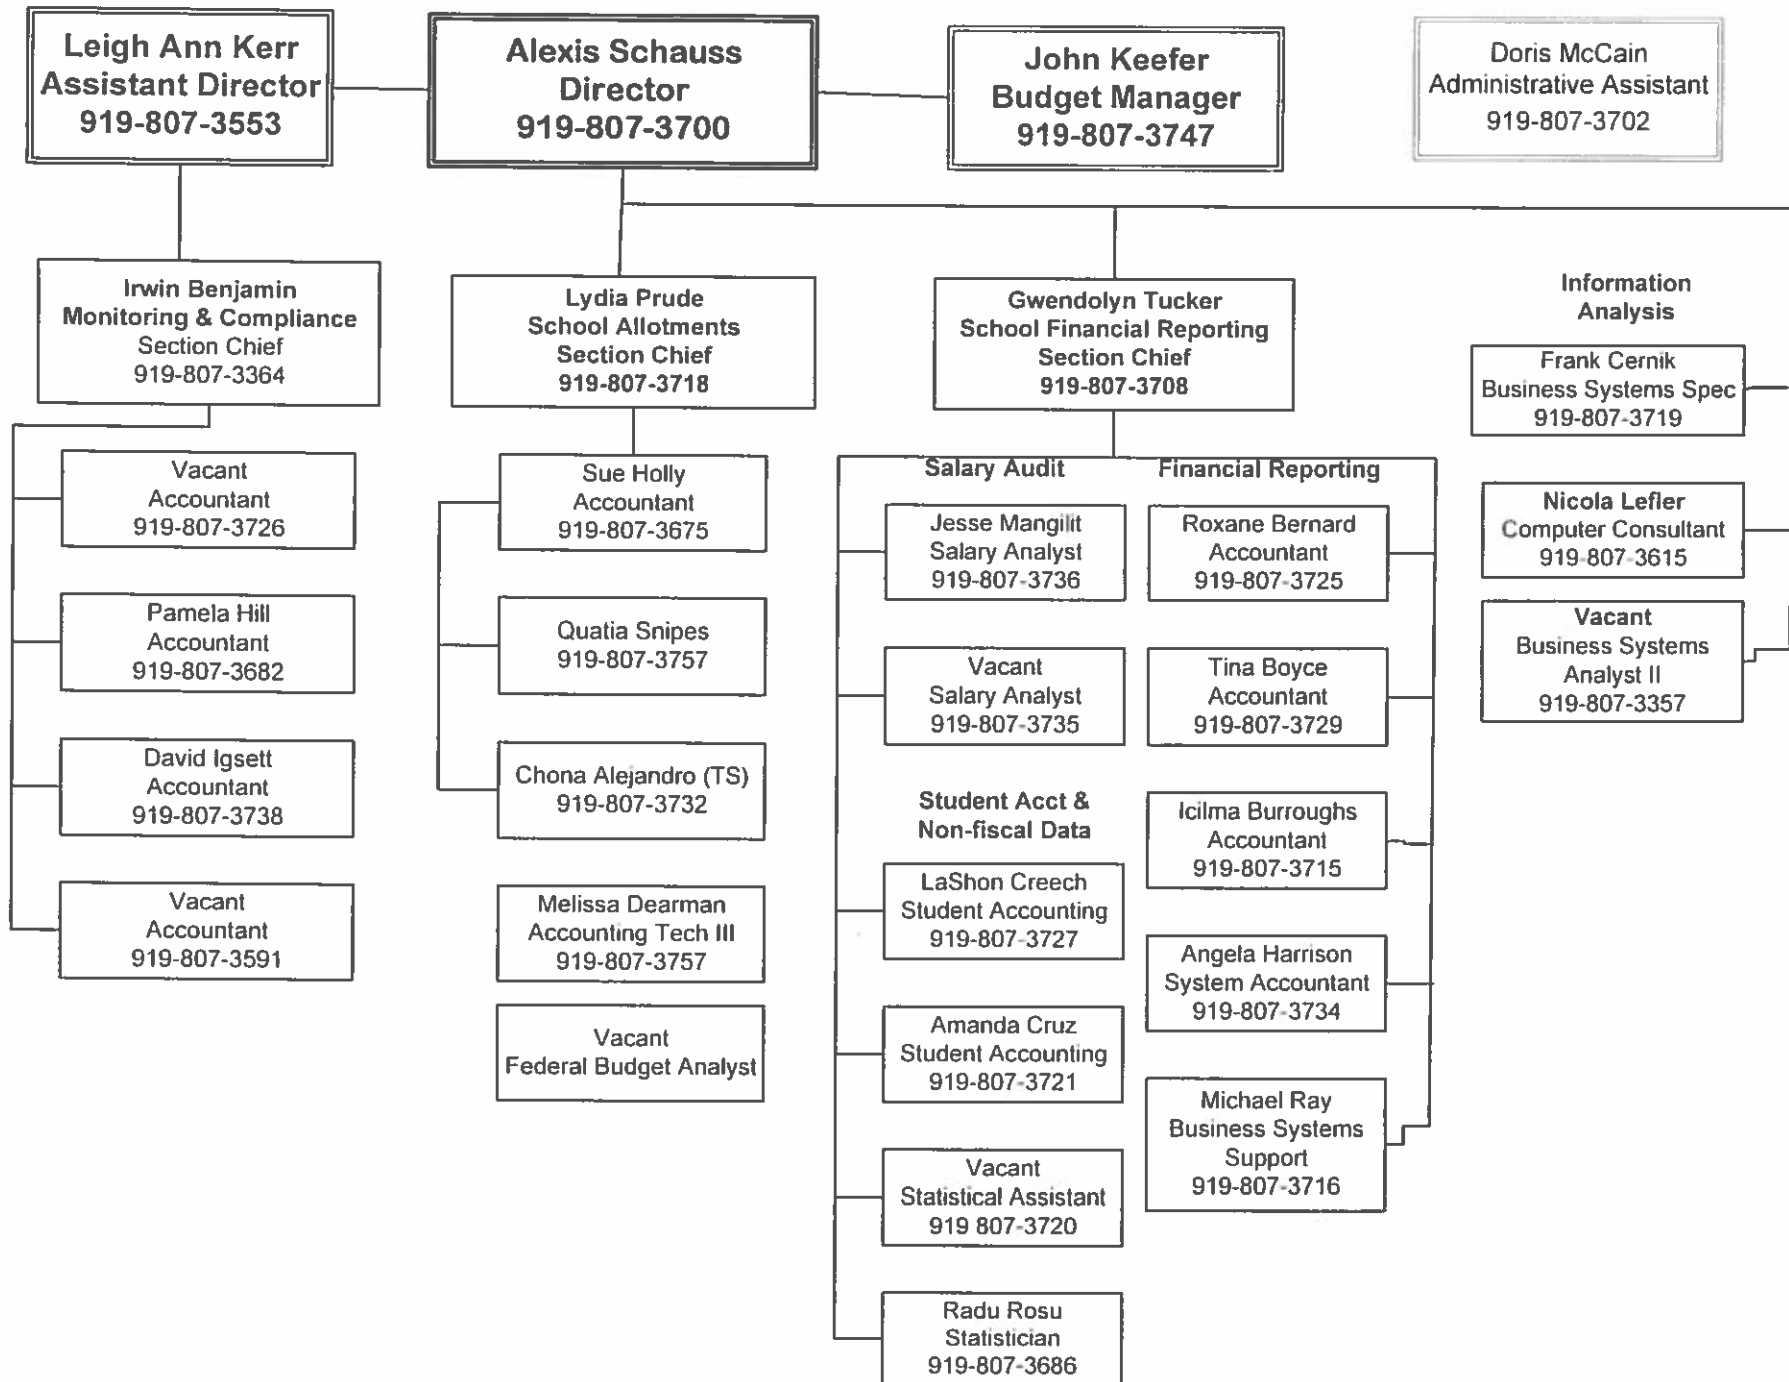 Leigh Ann Kerr
Assistant Director
919-807-3553
Alexis Schauss
Director
919-807-3700
John Keefer
Budget Manager
919-807-3747
Doris McCain
Administrative Assistant
919-807-3702
Irwin Benjamin
Monitoring & Compliance
Section Chief
919-807-3364
Vacant
Accountant
919-807-3726
Pamela Hill
Accountant
919-807-3682
David Igsett
Accountant
919-807-3738
Vacant
Accountant
919-807-3591
Lydia Prude
School Allotments
Section Chief
919-807-3718
Sue Holly
Accountant
919-807-3675
Quatia Snipes
919-807-3757
Chona Alejandro (TS)
919-807-3732
Melissa Dearman
Accounting Tech III
919-807-3757
Vacant
Federal Budget Analyst
Gwendolyn Tucker
School Financial Reporting
Section Chief
919-807-3708
Salary Audit
Jesse Mangilit
Salary Analyst
919-807-3736
Vacant
Salary Analyst
919-807-3735
Student Acct &
Non-fiscal Data
LaShon Creech
Student Accounting
919-807-3727
Amanda Cruz
Student Accounting
919-807-3721
Vacant
Statistical Assistant
919 807-3720
Radu Rosu
Statistician
919-807-3686
Financial Reporting
Roxane Bernard
Accountant
919-807-3725
Tina Boyce
Accountant
919-807-3729
Icilma Burroughs
Accountant
919-807-3715
Angela Harrison
System Accountant
919-807-3734
Michael Ray
Business Systems
Support
919-807-3716
Information
Analysis
Frank Cernik
Business Systems Spec
919-807-3719
Nicola Lefler
Computer Consultant
919-807-3615
Vacant
Business Systems
Analyst II
919-807-3357